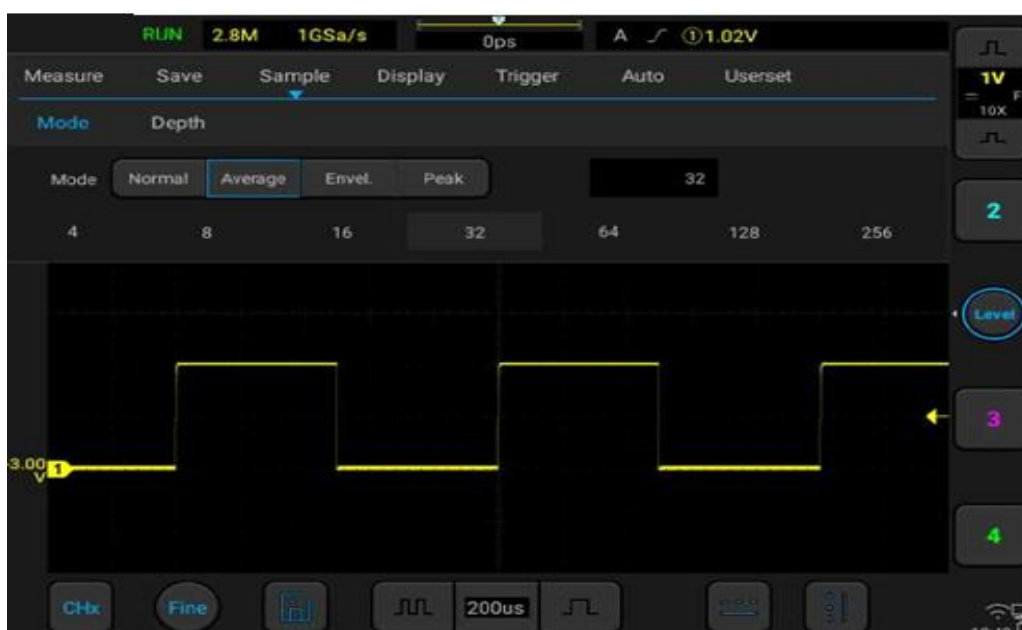 RUN 2.8M 1GSa/s 0ps A ①1.02V
Measure Save Sample Display Trigger Auto Userset
1V
F
10X
Mode Depth
Mode Normal Average Envel. Peak 32
4 8 16 32 64 128 256
2
Level
3
-3.00
V
1
4
CHx Fine 200us